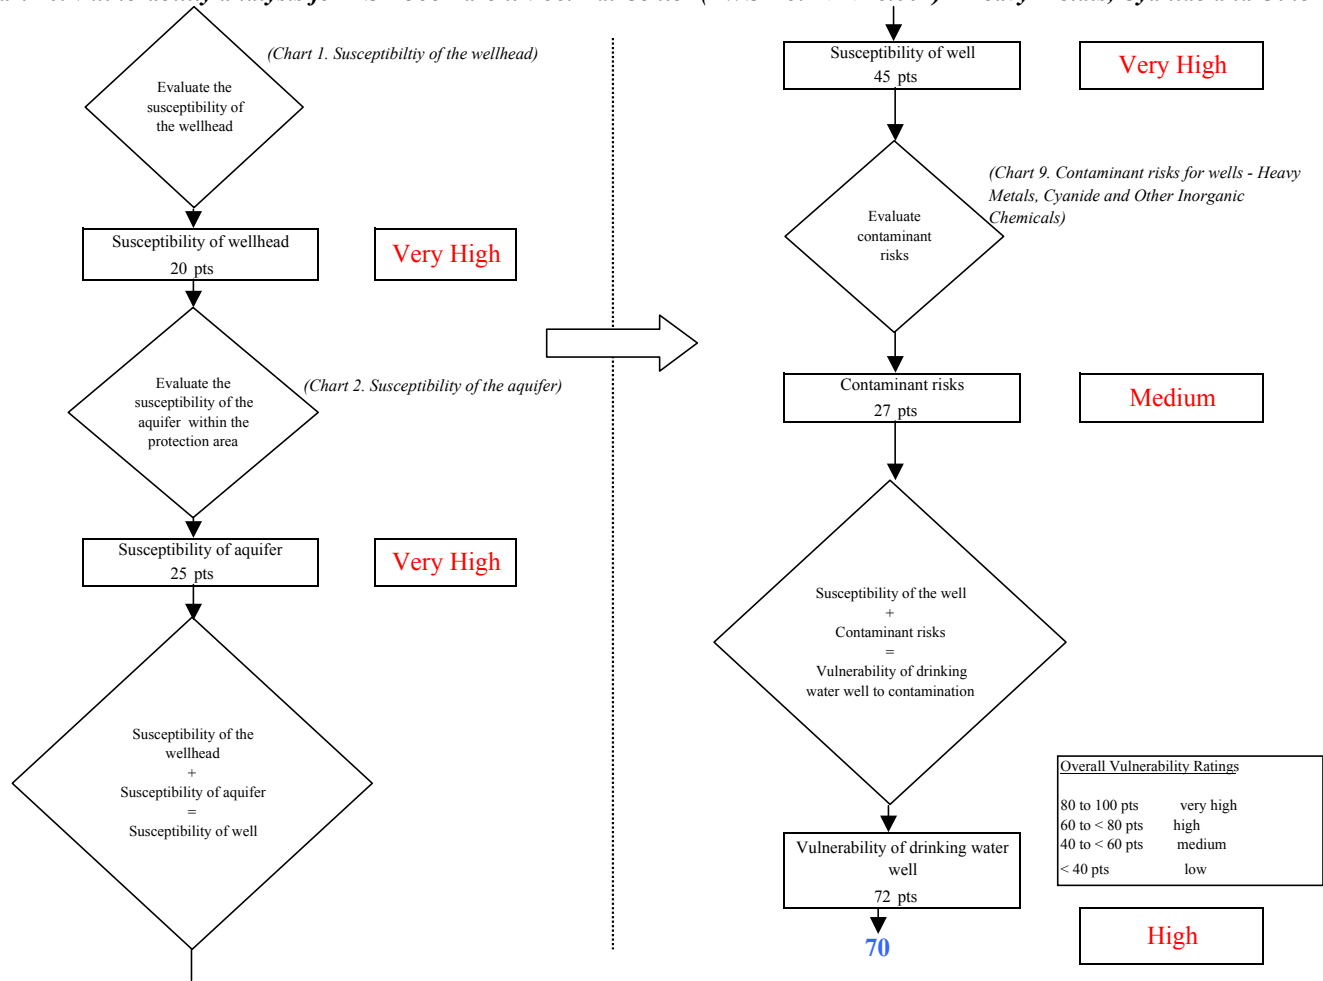 (Chart 1. Susceptibiltiy of the wellhead)
Evaluate the
susceptibility of
the wellhead
Susceptibility of wellhead
20 pts
Very High
Evaluate the
susceptibility of the
aquifer within the
protection area
(Chart 2. Susceptibility of the aquifer)
Susceptibility of aquifer
25 pts
Very High
Susceptibility of the
wellhead
+
Susceptibility of aquifer
=
Susceptibility of well
Susceptibility of well
45 pts
Very High
Evaluate
contaminant
risks
(Chart 9. Contaminant risks for wells - Heavy
Metals, Cyanide and Other Inorganic
Chemicals)
Contaminant risks
27 pts
Medium
Susceptibility of the well
+
Contaminant risks
=
Vulnerability of drinking
water well to contamination
Overall Vulnerability Ratings
80 to 100 pts very high
60 to < 80 pts high
40 to < 60 pts medium
< 40 pts low
Vulnerability of drinking water
well
72 pts
70
High